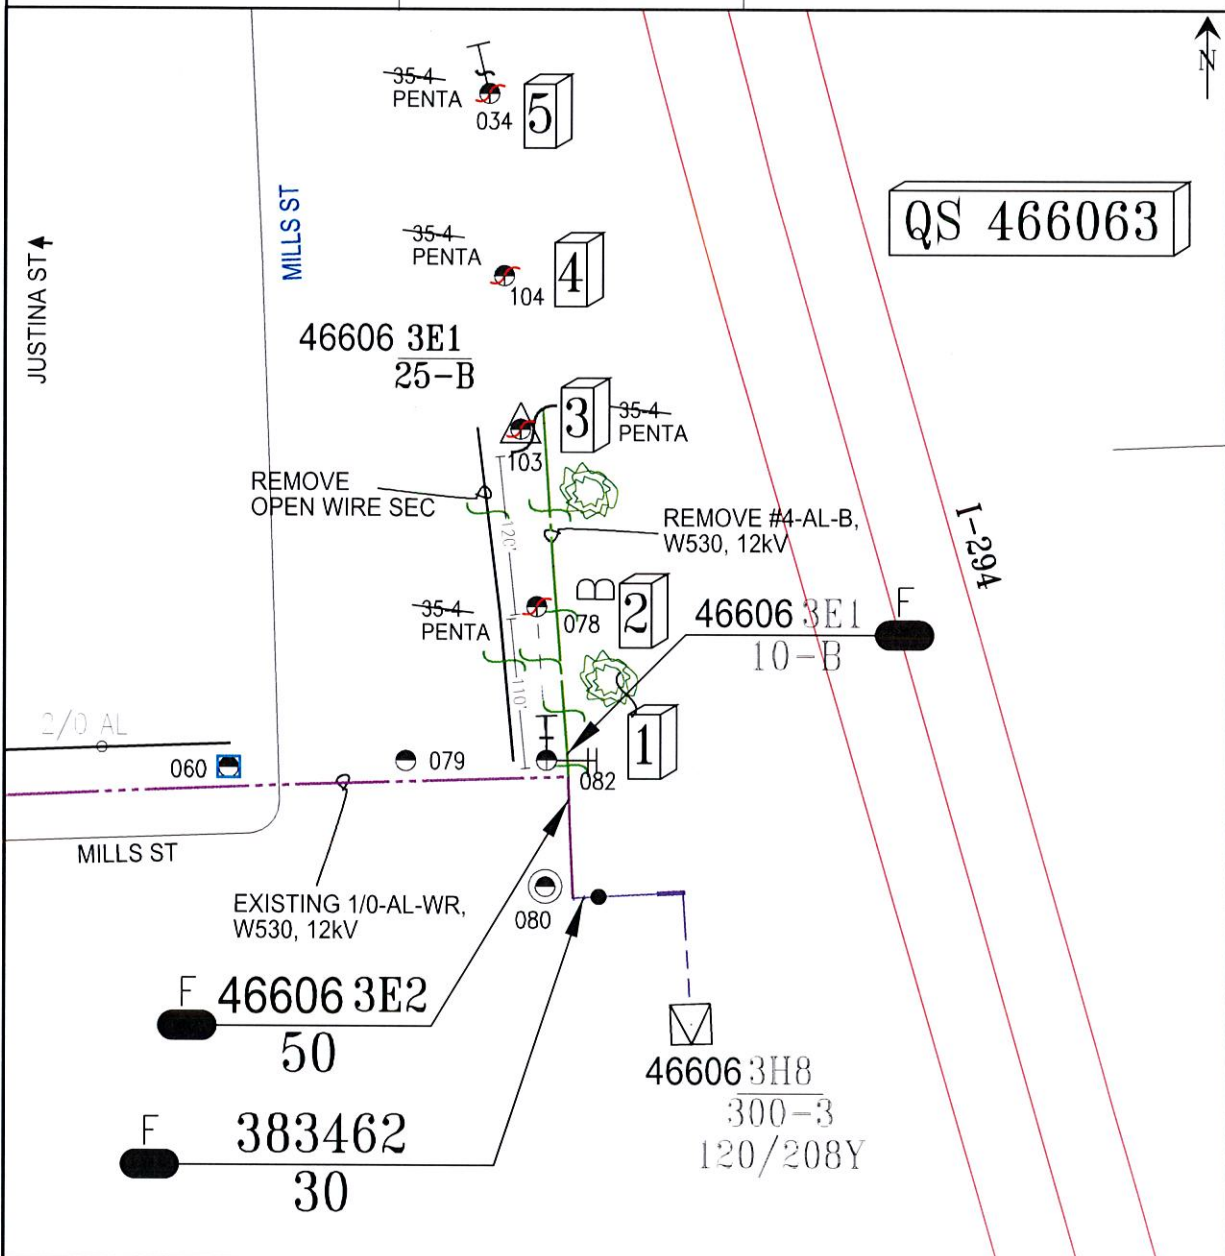 N
35-4
PENTA
034
5
MILLS ST
QS 466063
JUSTINA ST
35-4
PENTA
104
4
46606 3E1
25-B
3
35-4
PENTA
103
REMOVE
OPEN WIRE SEC
120'
REMOVE #4-AL-B,
W530, 12kV
I-294
B
2
35-4
PENTA
078
46606 3E1
10-B
F
110'
1
2/0 AL
060
079
082
MILLS ST
EXISTING 1/0-AL-WR,
W530, 12kV
080
F
46606 3E2
50
46606 3H8
300-3
120/208Y
F
383462
30